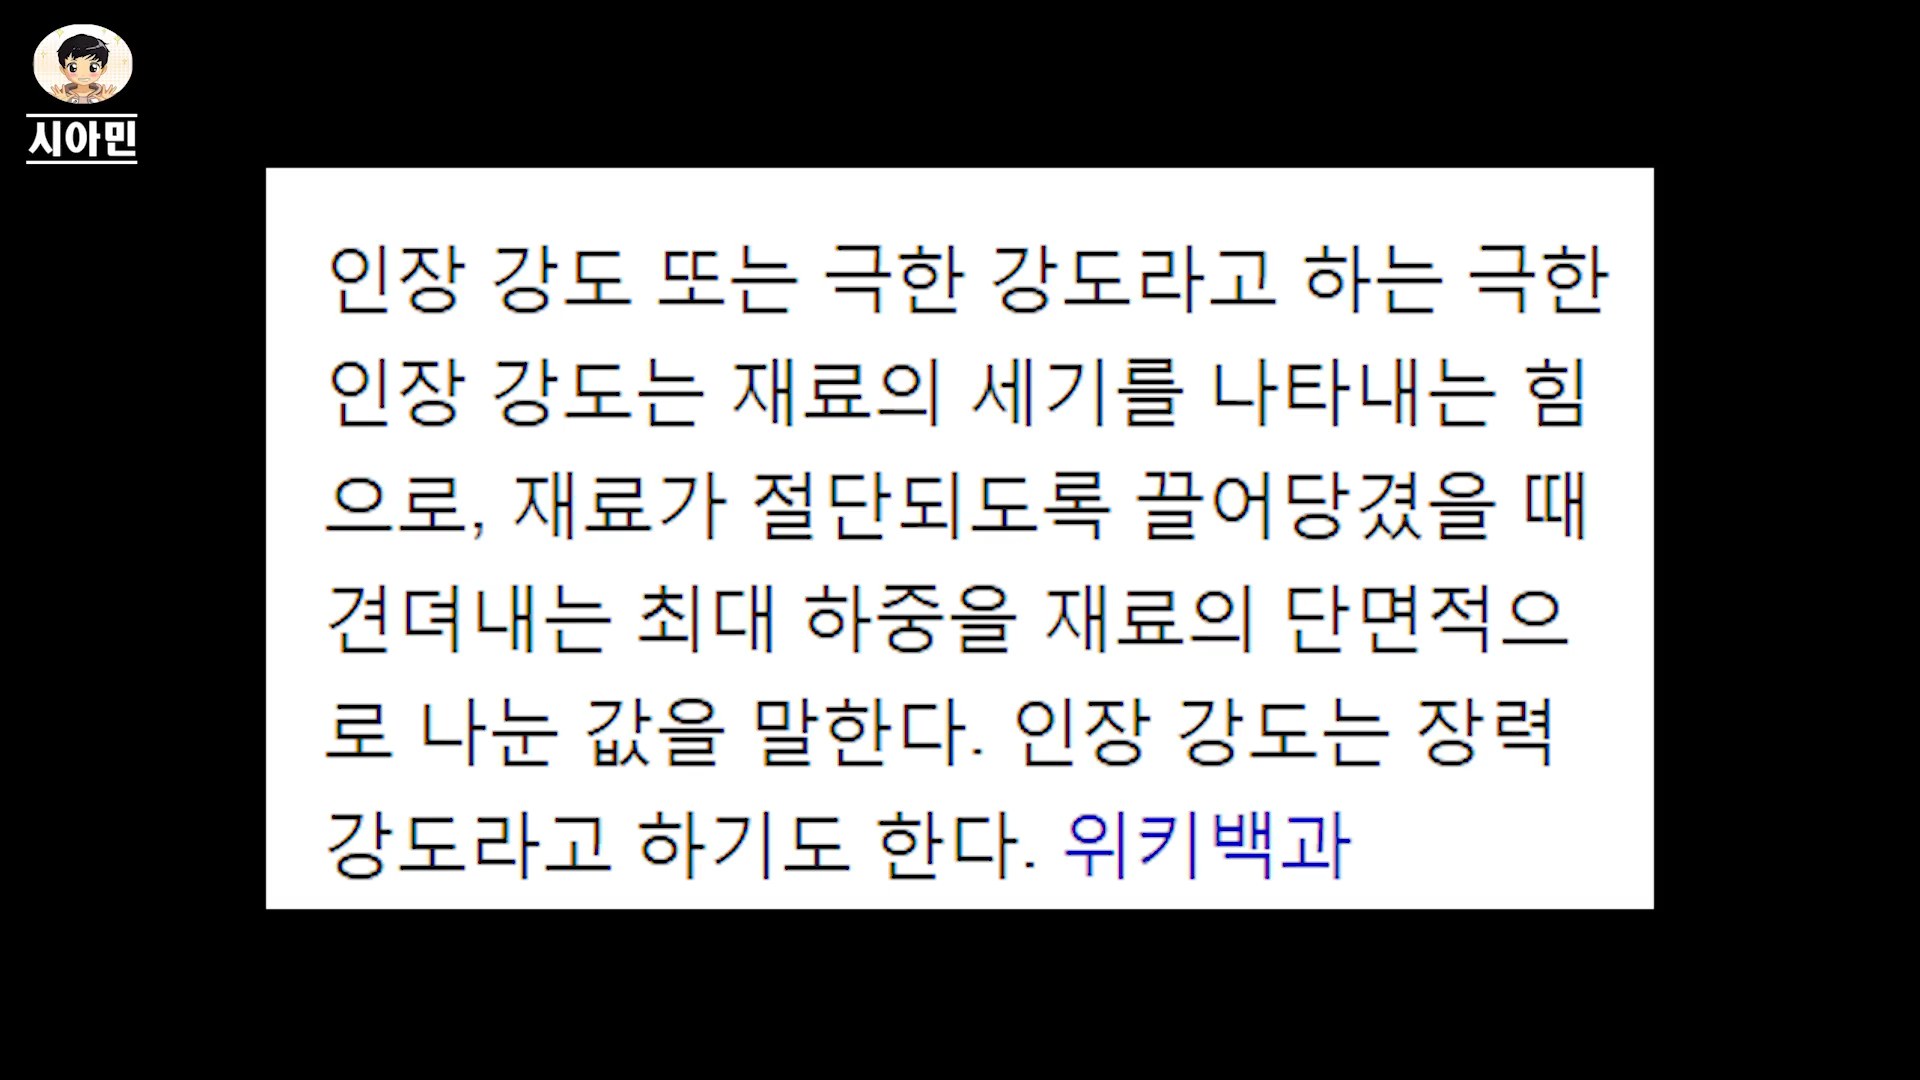 시아민
인장 강도 또는 극한 강도라고 하는 극한
인장 강도는 재료의 세기를 나타내는 힘
으로, 재료가 절단되도록 끌어당겼을 때
견뎌내는 최대 하중을 재료의 단면적으
로 나눈 값을 말한다. 인장 강도는 장력
강도라고 하기도 한다. 위키백과